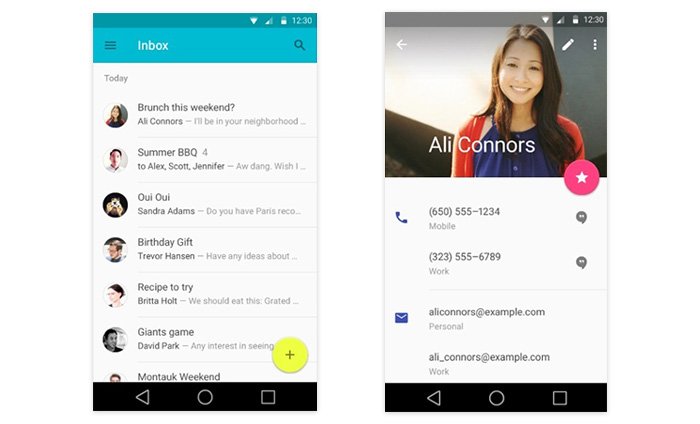 12:30
Inbox
Today
Brunch this weekend?
Ali Connors — I'll be in your neighborhood ...
Summer BBQ 4
to Alex, Scott, Jennifer — Aw dang. Wish I ...
Oui Oui
Sandra Adams — Do you have Paris reco...
Birthday Gift
Trevor Hansen — Have any ideas about ...
Recipe to try
Britta Holt — We should eat this: Grated ...
Giants game
David Park — Any interest in seeing
Montauk Weekend
12:30
Ali Connors
(650) 555–1234
Mobile
(323) 555–6789
Work
aliconnors@example.com
Personal
ali_connors@example.com
Work